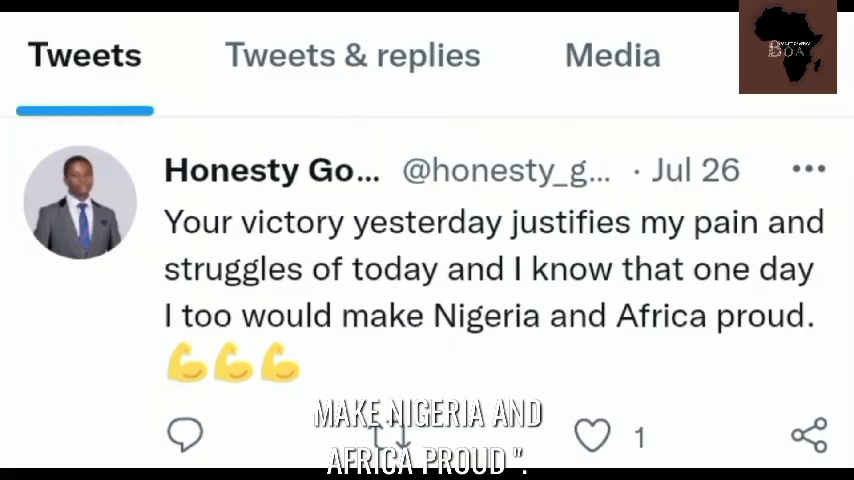 Tweets Tweets & replies Media
Honesty Go... @honesty_g... · Jul 26 •••
Your victory yesterday justifies my pain and
struggles of today and I know that one day
I too would make Nigeria and Africa proud.
💪💪💪
MAKE NIGERIA AND
1
AFRICA PROUD ".